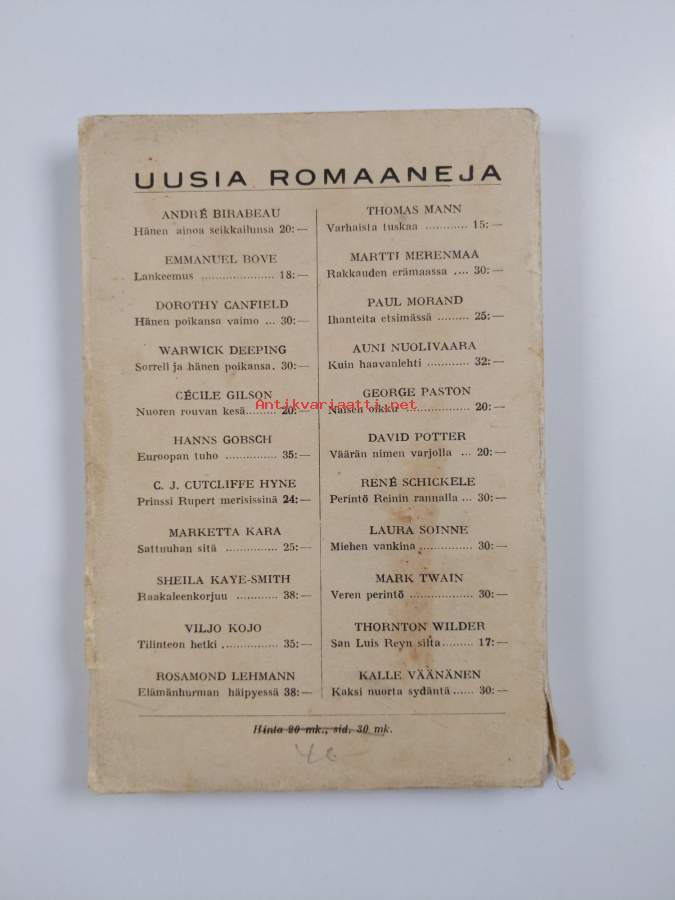 UUSIA ROMAANEJA
ANDRÉ BIRABEAU
Hänen ainoa seikkailunsa 20:—
EMMANUEL BOVE
Lankeemus .................... 18:—
DOROTHY CANFIELD
Hänen poikansa vaimo ... 30:—
WARWICK DEEPING
Sorrell ja hänen poikansa. 30:—
CÉCILE GILSON
Nuoren rouvan kesä......... 20:—
HANNS GOBSCH
Euroopan tuho ............... 35:—
C. J. CUTCLIFFE HYNE
Prinssi Rupert merisissinä 24:—
MARKETTA KARA
Sattuuhan sitä ............... 25:—
SHEILA KAYE-SMITH
Raakaleenkorjuu ............ 38:—
VILJO KOJO
Tilinteon hetki ................ 35:—
ROSAMOND LEHMANN
Elämänhurman häipyessä 38:—
THOMAS MANN
Varhaista tuskaa ............ 15:—
MARTTI MERENMAA
Rakkauden erämaassa .... 30:—
PAUL MORAND
Ihanteita etsimässä ......... 25:—
AUNI NUOLIVAARA
Kuin haavanlehti ............ 32:—
GEORGE PASTON
Naisen oikku .................. 20:—
DAVID POTTER
Väärän nimen varjolla ... 20:—
RENÉ SCHICKELE
Perintö Reinin rannalla ... 30:—
LAURA SOINNE
Miehen vankina ............... 30:—
MARK TWAIN
Veren perintö .................. 30:—
THORNTON WILDER
San Luis Reyn silta......... 17:—
KALLE VÄÄNÄNEN
Kaksi nuorta sydäntä...... 30:—
Antikvariaatti.net
Hinta 20 mk., sid. 30 mk.